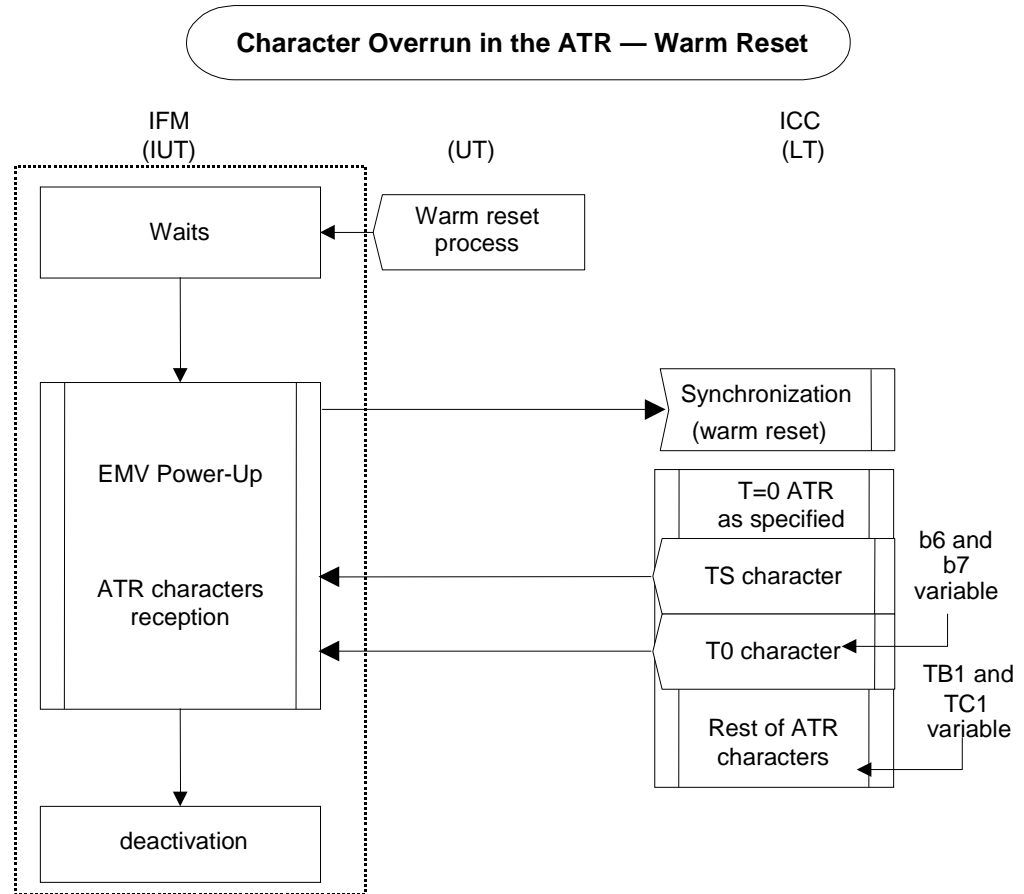 Character Overrun in the ATR — Warm Reset
IFM
(IUT)
(UT)
ICC
(LT)
Waits
Warm reset
process
Synchronization
(warm reset)
EMV Power-Up
T=0 ATR
as specified
b6 and
b7
variable
ATR characters
reception
TS character
T0 character
TB1 and
TC1
variable
Rest of ATR
characters
deactivation